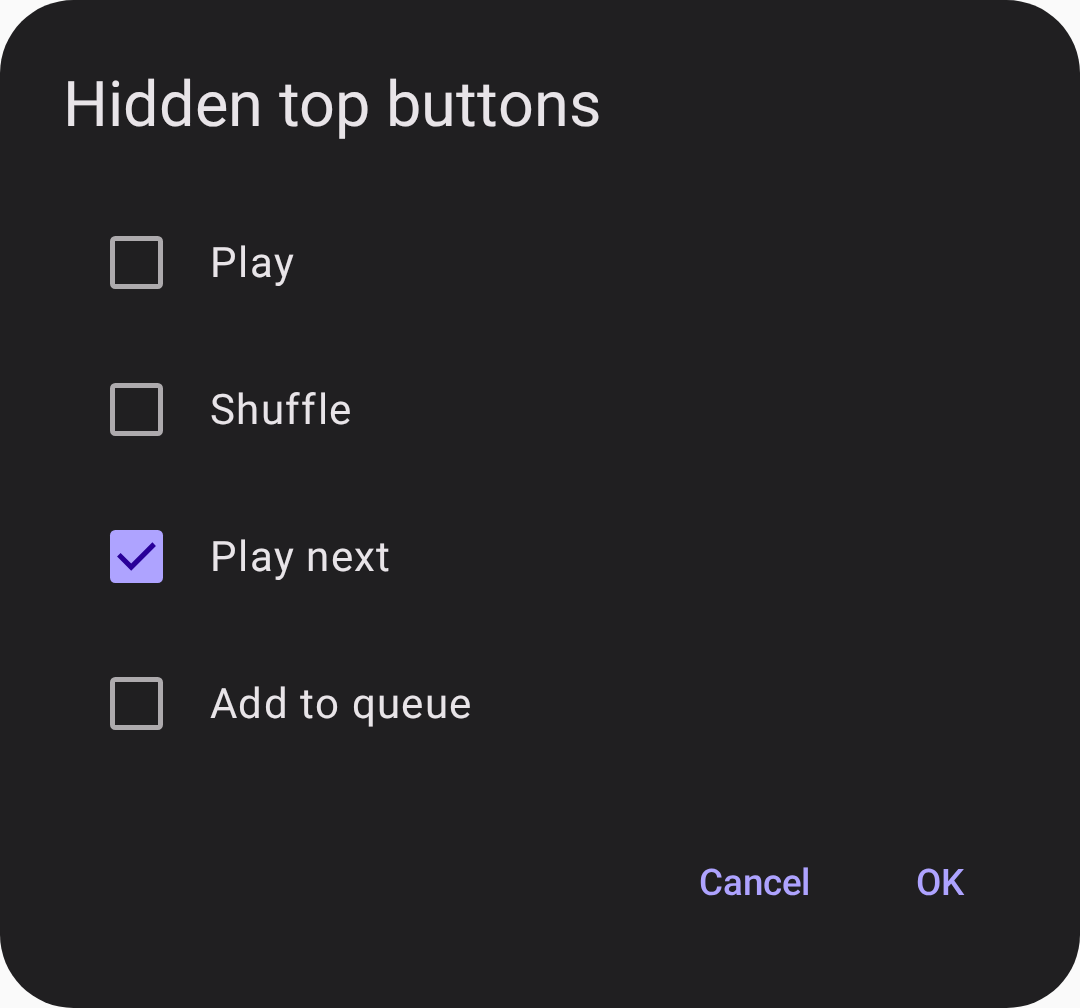 Hidden top buttons
Play
Shuffle
Play next
Add to queue
Cancel OK